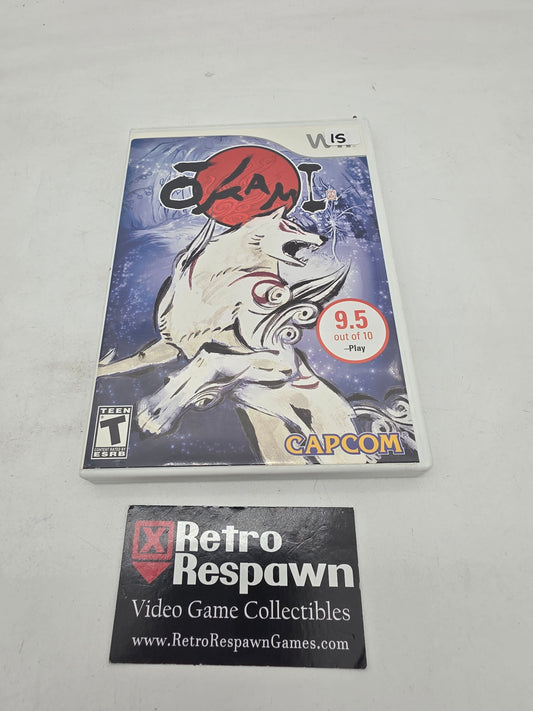 W
15
ŌKAMI
9.5
out of 10
–Play
TEEN
T
CONTENT RATED BY
ESRB
CAPCOM
Retro
Respawn
Video Game Collectibles
www.RetroRespawnGames.com